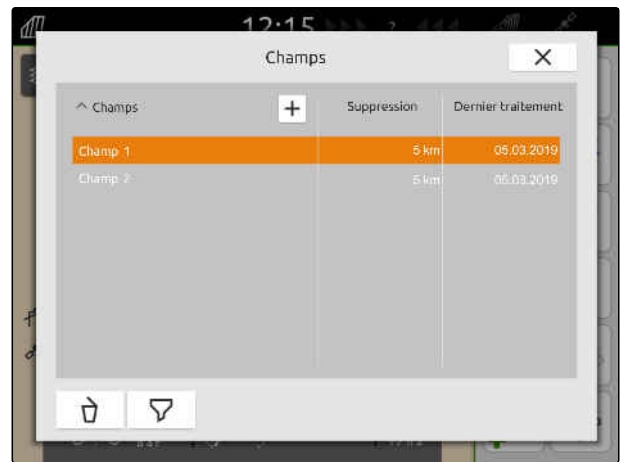 12:15
Champs
Champs + Suppression Dernier traitement
Champ 1 5 km 05.03.2019
Champ 2 5 km 05.03.2019